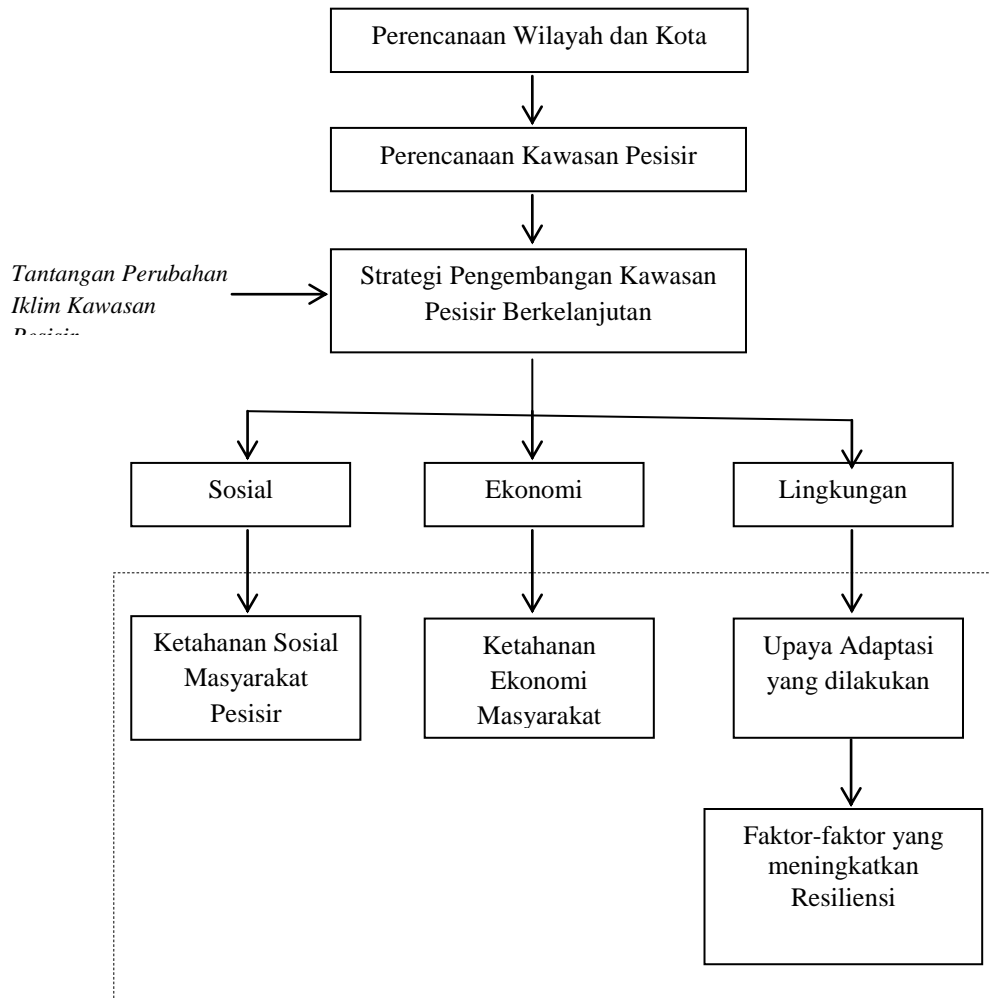 Perencanaan Wilayah dan Kota
Perencanaan Kawasan Pesisir
Tantangan Perubahan
Iklim Kawasan
Strategi Pengembangan Kawasan
Pesisir Berkelanjutan
Sosial
Ekonomi
Lingkungan
Ketahanan Sosial
Masyarakat
Pesisir
Ketahanan
Ekonomi
Masyarakat
Upaya Adaptasi
yang dilakukan
Faktor-faktor yang
meningkatkan
Resiliensi